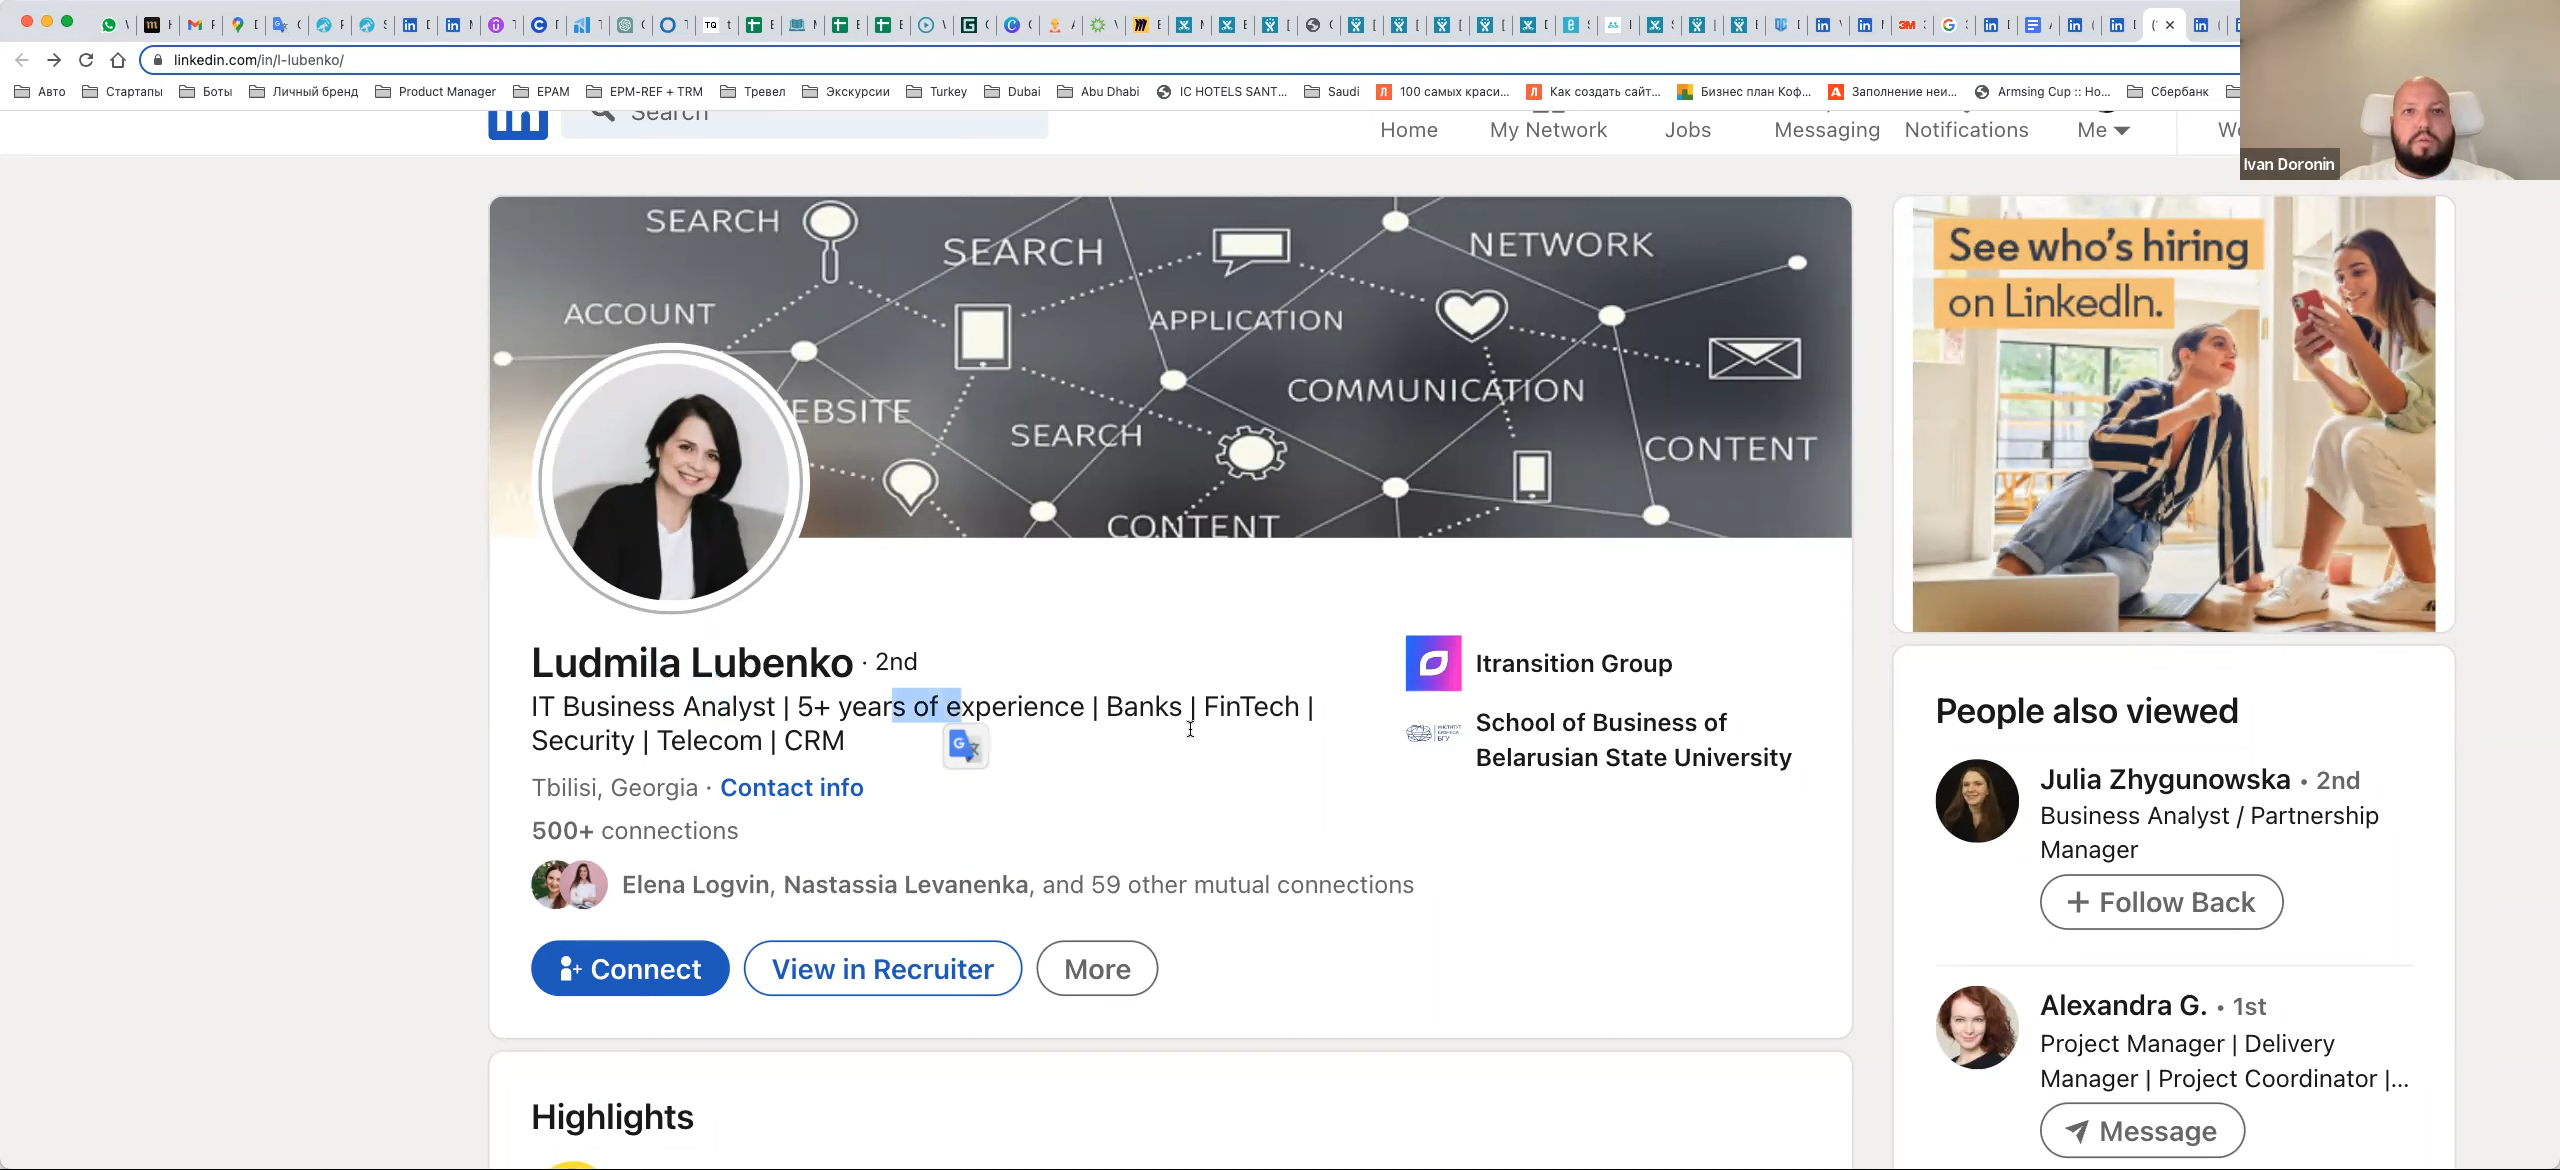 linkedin.com/in/l-lubenko/
Авто
Стартапы
Боты
Личный бренд
Product Manager
EPAM
EPM-REF + TRM
Тревел
Экскурсии
Turkey
Dubai
Abu Dhabi
IC HOTELS SANT...
Saudi
100 самых краси...
Как создать сайт...
Бизнес план Коф...
Заполнение неи...
Armsing Cup :: Ho...
Сбербанк
Search
Home
My Network
Jobs
Messaging
Notifications
Me
Ivan Doronin
SEARCH
SEARCH
NETWORK
ACCOUNT
APPLICATION
EBSITE
COMMUNICATION
SEARCH
CONTENT
CONTENT
See who's hiring
on LinkedIn.
Ludmila Lubenko · 2nd
IT Business Analyst | 5+ years of experience | Banks | FinTech |
Security | Telecom | CRM
Tbilisi, Georgia · Contact info
500+ connections
Elena Logvin, Nastassia Levanenka, and 59 other mutual connections
Connect
View in Recruiter
More
Itransition Group
School of Business of
Belarusian State University
Highlights
People also viewed
Julia Zhygunowska • 2nd
Business Analyst / Partnership
Manager
+ Follow Back
Alexandra G. • 1st
Project Manager | Delivery
Manager | Project Coordinator |...
Message